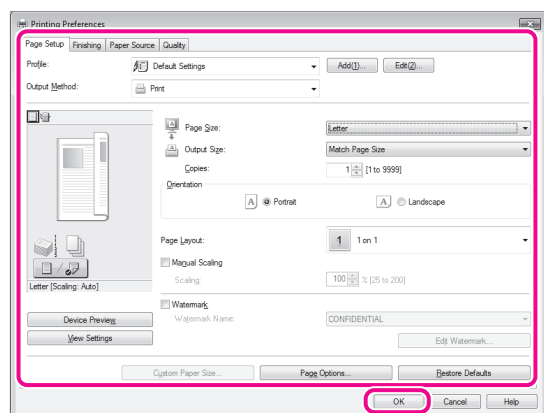 Printing Preferences
Page Setup Finishing Paper Source Quality
Profile: Default Settings Add(1)... Edit(2)...
Output Method: Print
Page Size: Letter
Output Size: Match Page Size
Copies: 1 [1 to 9999]
Orientation
A Portrait A Landscape
Page Layout: 1 1 on 1
Manual Scaling
Scaling: 100 % [25 to 200]
Letter [Scaling: Auto]
Watermark
Watermark Name: CONFIDENTIAL
Device Preview
View Settings Edit Watermark...
Custom Paper Size... Page Options... Restore Defaults
OK Cancel Help